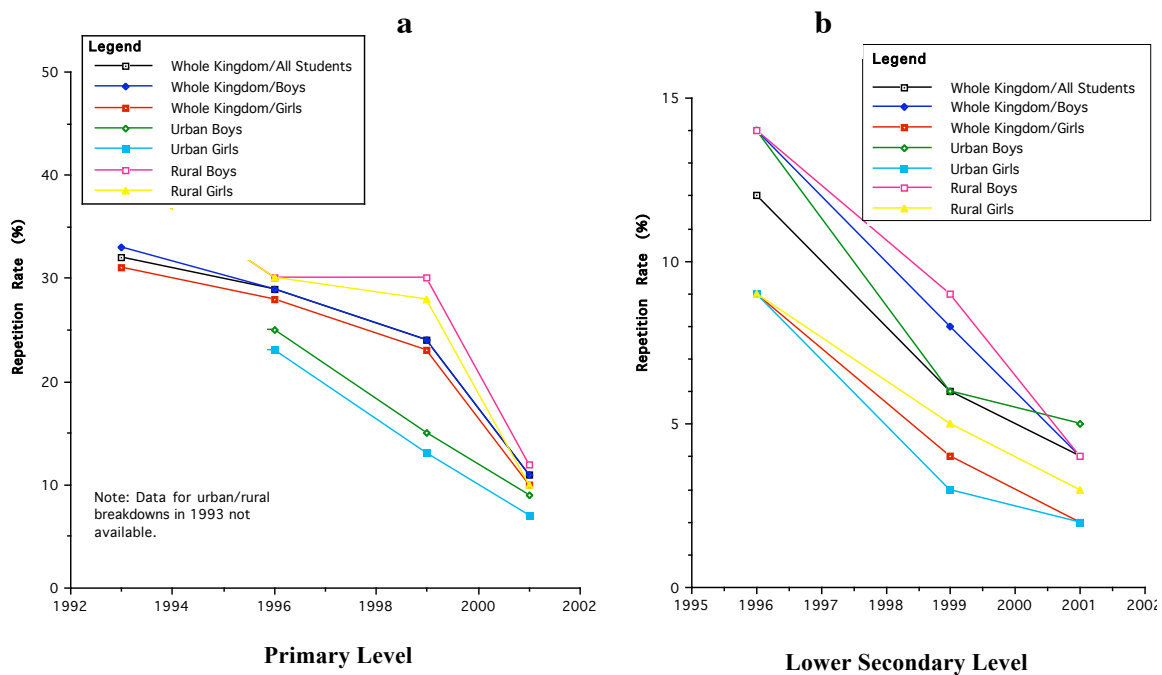 a
Legend
Whole Kingdom/All Students
Whole Kingdom/Boys
Whole Kingdom/Girls
Urban Boys
Urban Girls
Rural Boys
Rural Girls
50
40
30
20
10
0
Repetition Rate (%)
Note: Data for urban/rural
breakdowns in 1993 not
available.
1992 1994 1996 1998 2000 2002
Primary Level
b
Legend
Whole Kingdom/All Students
Whole Kingdom/Boys
Whole Kingdom/Girls
Urban Boys
Urban Girls
Rural Boys
Rural Girls
15
10
5
0
Repetition Rate (%)
1995 1996 1997 1998 1999 2000 2001 2002
Lower Secondary Level